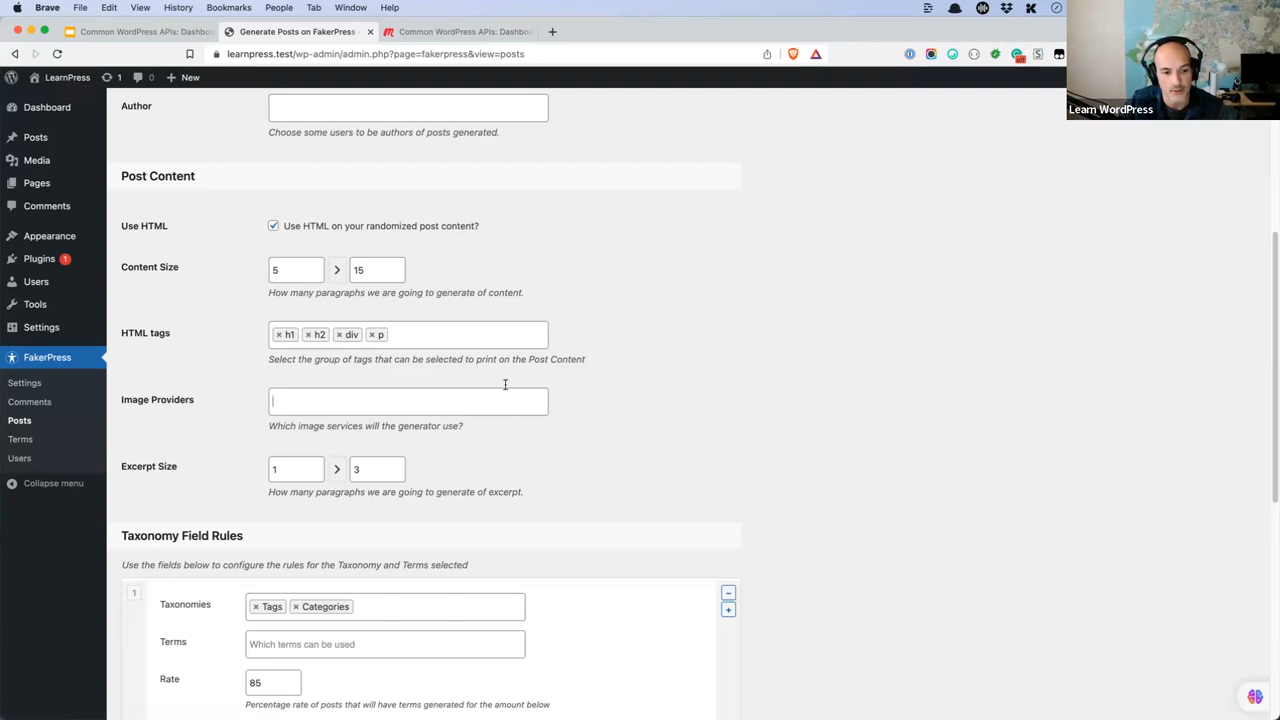 Brave File Edit View History Bookmarks People Tab Window Help
Common WordPress APIs: Dashbo
Generate Posts on FakerPress
Common WordPress APIs: Dashbo
learnpress.test/wp-admin/admin.php?page=fakerpress&view=posts
LearnPress 1 0 New
Learn WordPress
Dashboard
Posts
Media
Pages
Comments
Appearance
Plugins 1
Users
Tools
Settings
FakerPress
Settings
Comments
Posts
Terms
Users
Collapse menu
Author
Choose some users to be authors of posts generated.
Post Content
Use HTML
Use HTML on your randomized post content?
Content Size
5 > 15
How many paragraphs we are going to generate of content.
HTML tags
× h1 × h2 × div × p
Select the group of tags that can be selected to print on the Post Content
Image Providers
Which image services will the generator use?
Excerpt Size
1 > 3
How many paragraphs we are going to generate of excerpt.
Taxonomy Field Rules
Use the fields below to configure the rules for the Taxonomy and Terms selected
1
Taxonomies
× Tags × Categories
− 
+
Terms
Which terms can be used
Rate
85
Percentage rate of posts that will have terms generated for the amount below